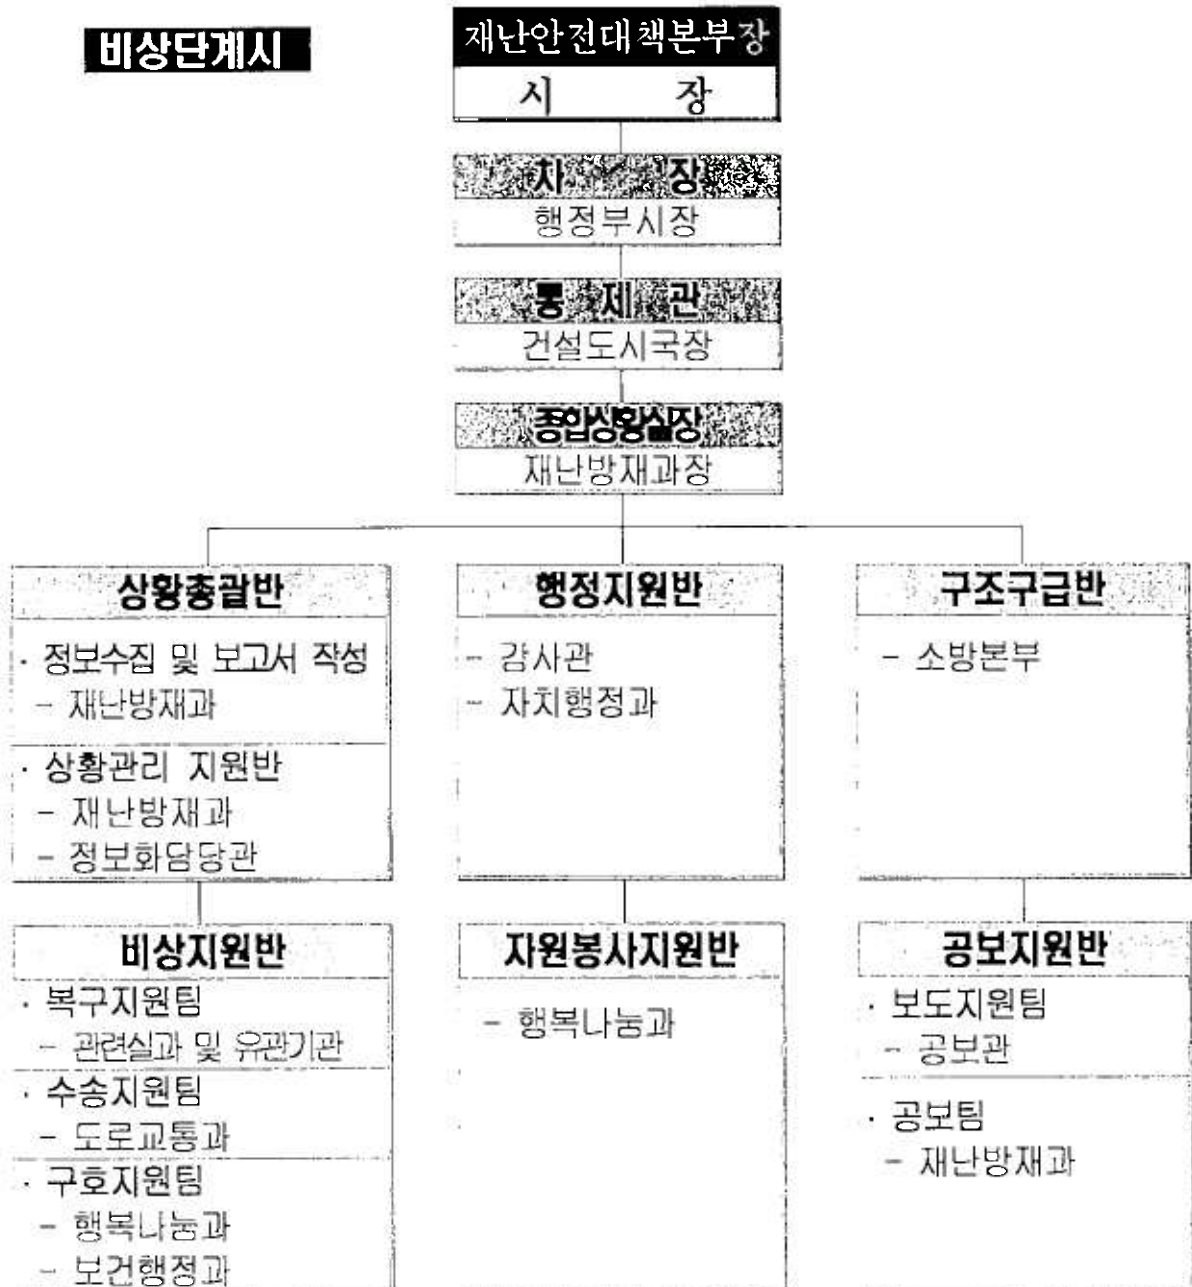 비상단계시
재난안전대책본부장
시 장
차 장
행정부시장
통 제 관
건설도시국장
종합상황실장
재난방재과장
상황총괄반
· 정보수집 및 보고서 작성
- 재난방재과
· 상황관리 지원반
- 재난방재과
- 정보화담당관
행정지원반
- 감사관
- 자치행정과
구조구급반
- 소방본부
비상지원반
· 복구지원팀
- 관련실과 및 유관기관
· 수송지원팀
- 도로교통과
· 구호지원팀
- 행복나눔과
- 보건행정과
자원봉사지원반
- 행복나눔과
공보지원반
· 보도지원팀
- 공보관
· 공보팀
- 재난방재과